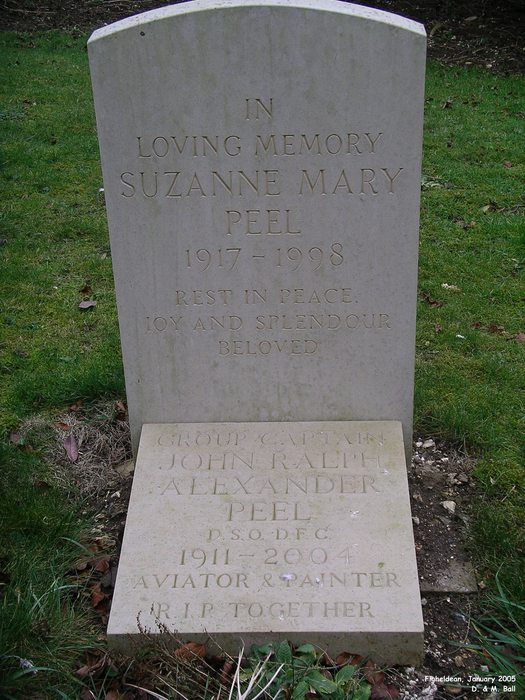 IN
LOVING MEMORY
SUZANNE MARY
PEEL
1917 - 1998
REST IN PEACE.
JOY AND SPLENDOUR
BELOVED
GROUP CAPTAIN
JOHN RALPH
ALEXANDER
PEEL
D.S.O. D.F.C.
1911 - 2004
AVIATOR & PAINTER
R.I.P. TOGETHER
January 2005
D. & M. Ball